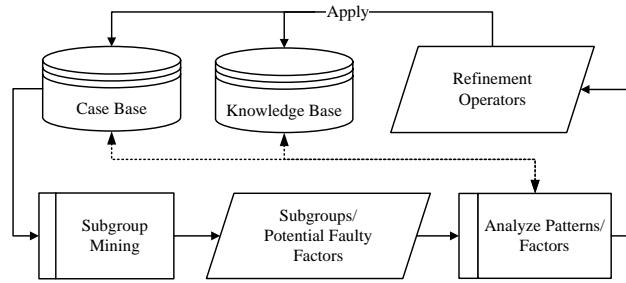 Apply
Case Base
Knowledge Base
Refinement
Operators
Subgroup
Mining
Subgroups/
Potential Faulty
Factors
Analyze Patterns/
Factors